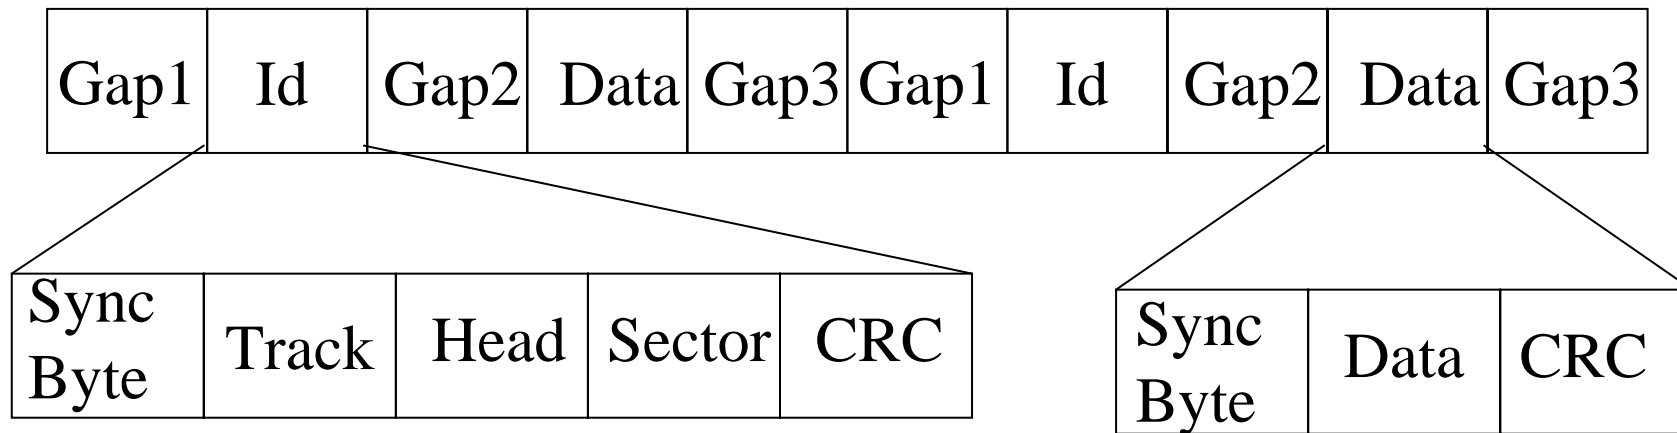 Gap1 Id Gap2 Data Gap3 Gap1 Id Gap2 Data Gap3
Sync
Byte
Track
Head
Sector
CRC
Sync
Byte
Data
CRC